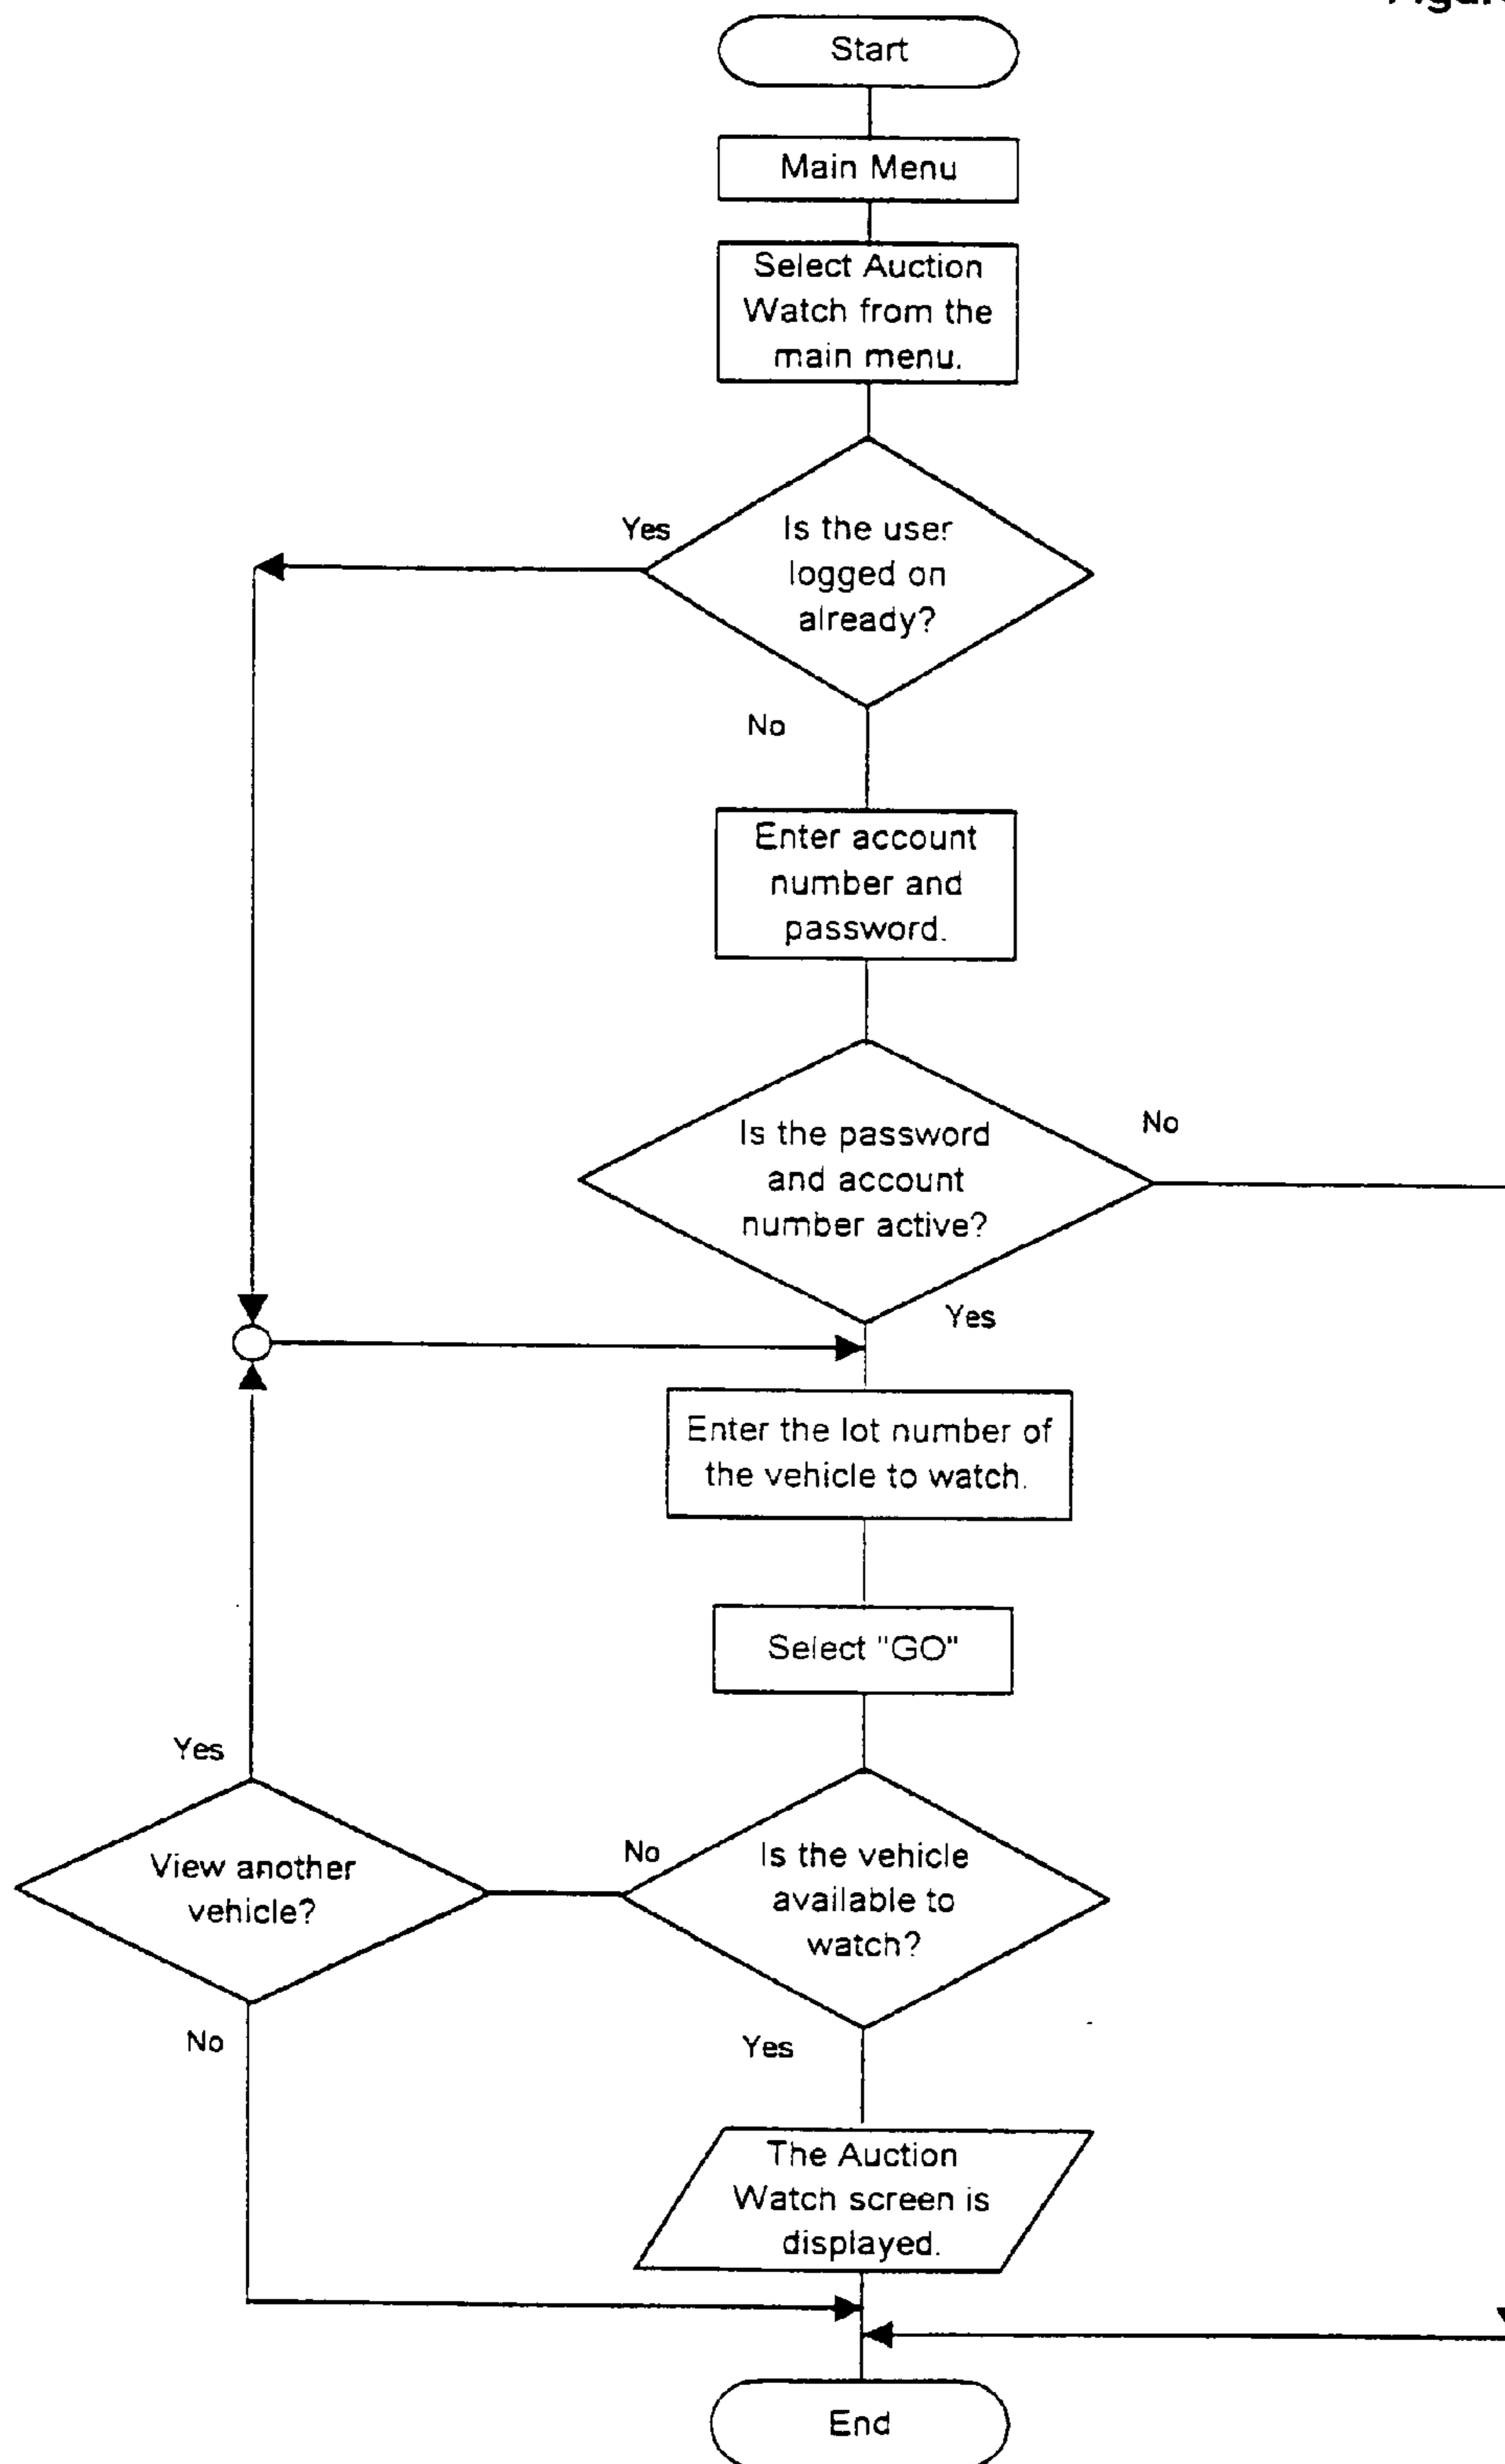 Start
Main Menu
Select Auction
Watch from the
main menu.
Yes
Is the user
logged on
already?
No
Enter account
number and
password.
No
Is the password
and account
number active?
Yes
Enter the lot number of
the vehicle to watch.
Select "GO"
Yes
View another
vehicle?
No
Is the vehicle
available to
watch?
No
Yes
The Auction
Watch screen is
displayed.
End